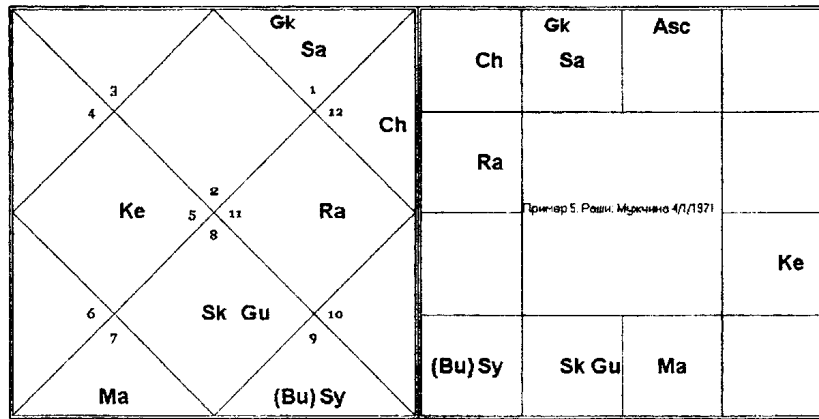 Gk
Sa
3
4
1
12
Ch
Ke
2
5 11
8
Ra
Sk Gu
6
7
10
9
Ma
(Bu) Sy
Gk
Asc
Ch
Sa
Ra
Пример 5. Раши: Мужчина 4/1/1971
Ke
(Bu) Sy
Sk Gu
Ma